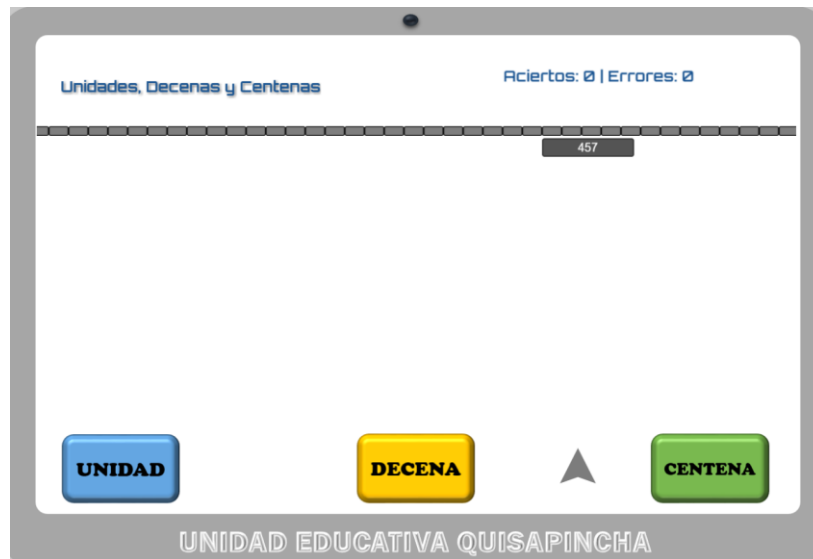 Unidades, Decenas y Centenas
Aciertos: 0 | Errores: 0
457
UNIDAD
DECENA
CENTENA
UNIDAD EDUCATIVA QUISAPINCHA